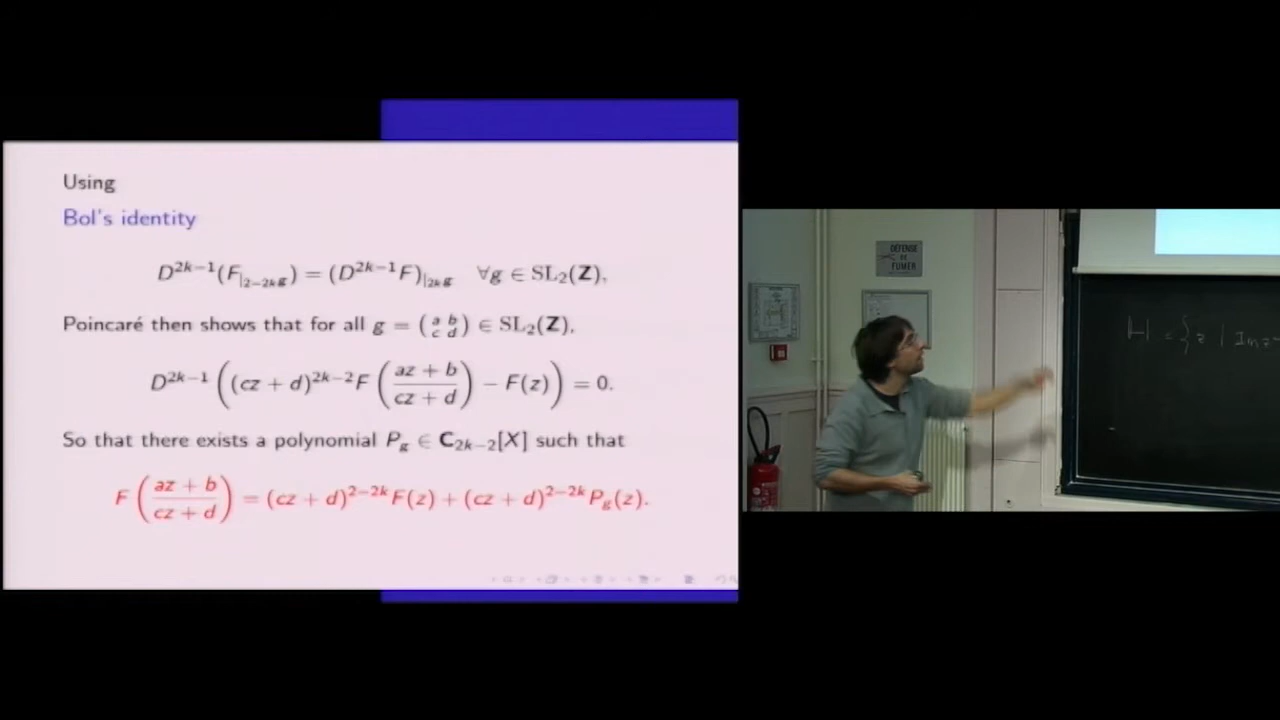 Using
Bol's identity
D^{2k−1}(F_{|_{2−2k}g}) = (D^{2k−1}F)_{|_{2k}g} ∀g ∈ SL₂(Z),
Poincaré then shows that for all g = (a b c d) ∈ SL₂(Z),
D^{2k−1}((cz + d)^{2k−2}F((az + b)/(cz + d)) − F(z)) = 0.
So that there exists a polynomial P_g ∈ C_{2k−2}[X] such that
F((az + b)/(cz + d)) = (cz + d)^{2−2k}F(z) + (cz + d)^{2−2k}P_g(z).
DÉFENSE
DE
FUMER
H = {z | Im z